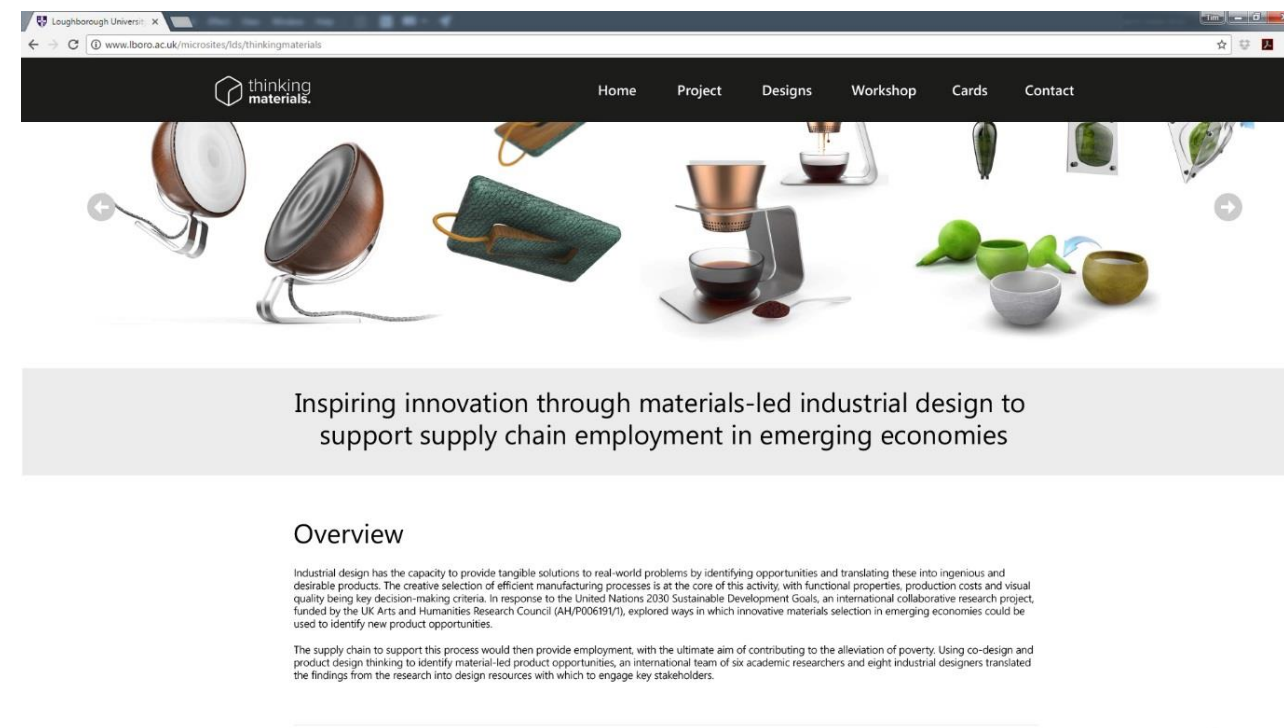 Loughborough Universit
Tim
www.lboro.ac.uk/microsites/lds/thinkingmaterials
thinking
materials.
Home Project Designs Workshop Cards Contact
Inspiring innovation through materials-led industrial design to
support supply chain employment in emerging economies
Overview
Industrial design has the capacity to provide tangible solutions to real-world problems by identifying opportunities and translating these into ingenious and
desirable products. The creative selection of efficient manufacturing processes is at the core of this activity, with functional properties, production costs and visual
quality being key decision-making criteria. In response to the United Nations 2030 Sustainable Development Goals, an international collaborative research project,
funded by the UK Arts and Humanities Research Council (AH/P006191/1), explored ways in which innovative materials selection in emerging economies could be
used to identify new product opportunities.
The supply chain to support this process would then provide employment, with the ultimate aim of contributing to the alleviation of poverty. Using co-design and
product design thinking to identify material-led product opportunities, an international team of six academic researchers and eight industrial designers translated
the findings from the research into design resources with which to engage key stakeholders.